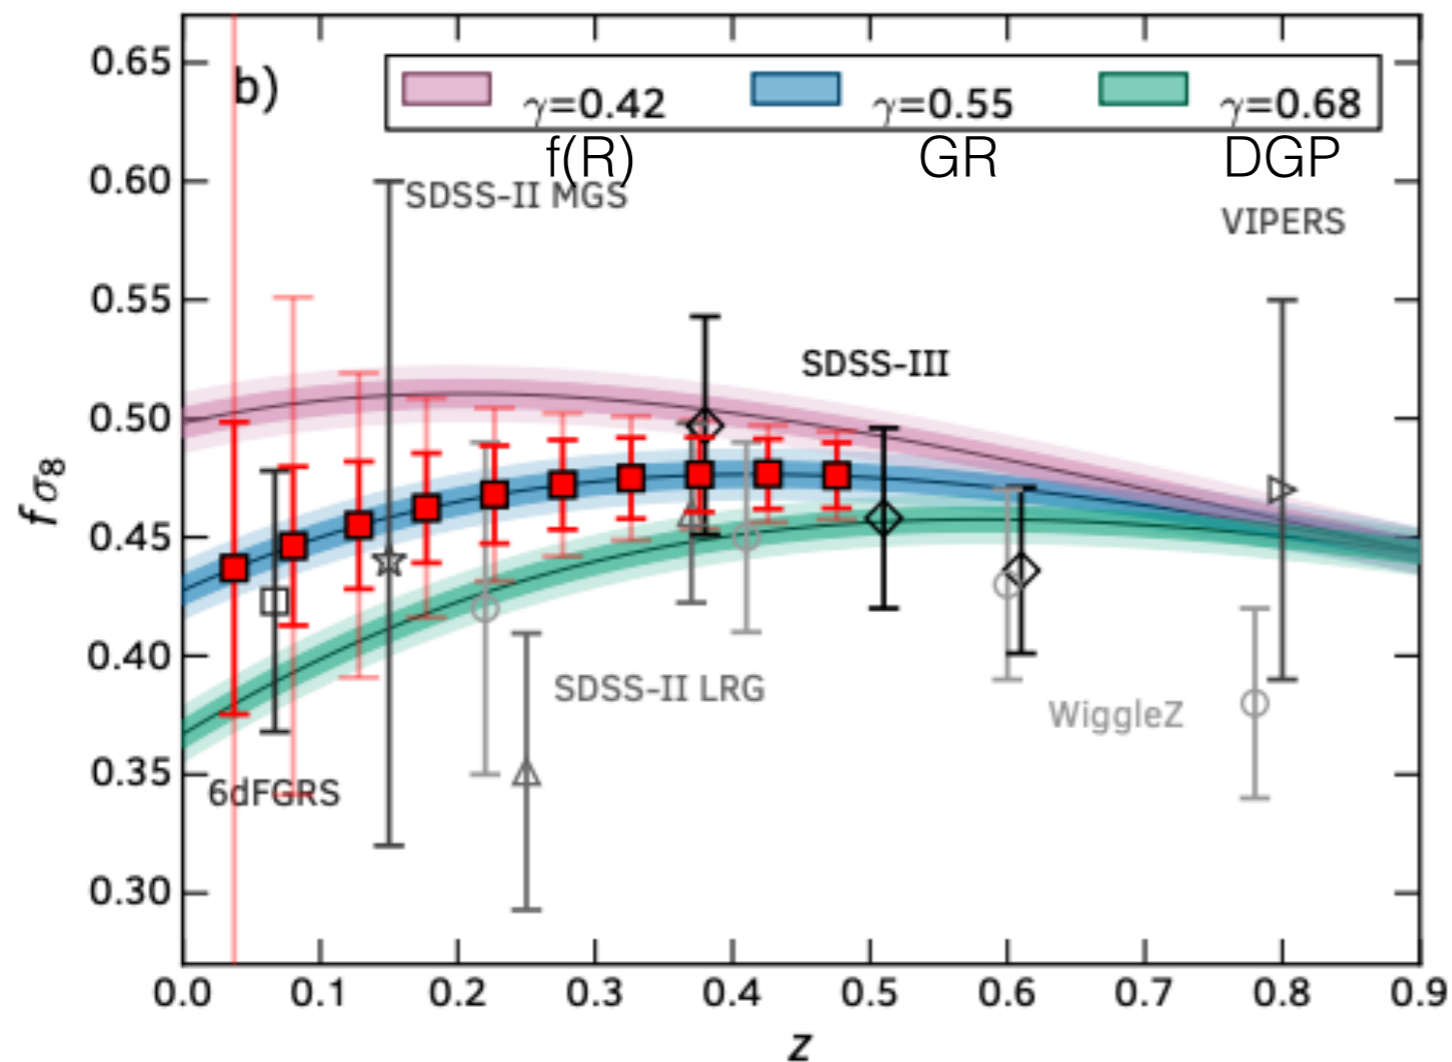 b)
γ=0.42 γ=0.55 γ=0.68
f(R) GR DGP
SDSS-II MGS
VIPERS
SDSS-III
SDSS-II LRG
WiggleZ
6dFGRS
fσ8
0.65
0.60
0.55
0.50
0.45
0.40
0.35
0.30
0.0 0.1 0.2 0.3 0.4 0.5 0.6 0.7 0.8 0.9
z